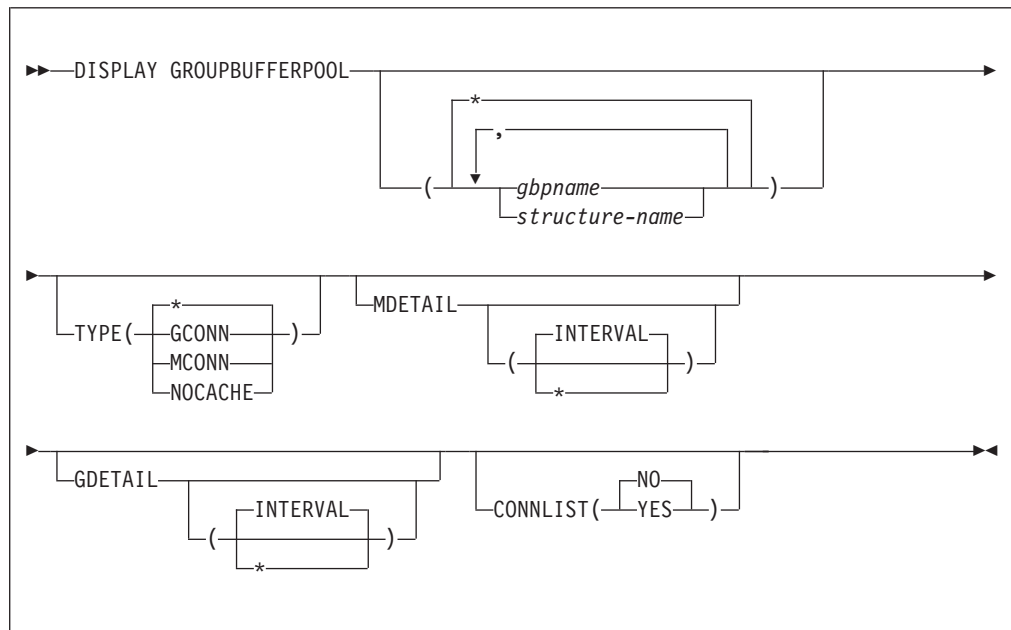 DISPLAY GROUPBUFFERPOOL
*
,
( gbpname )
structure-name
*
TYPE( GCONN )
MCONN
NOCACHE
MDETAIL
INTERVAL
( )
*
GDETAIL
INTERVAL
( )
*
NO
CONNLIST( YES )